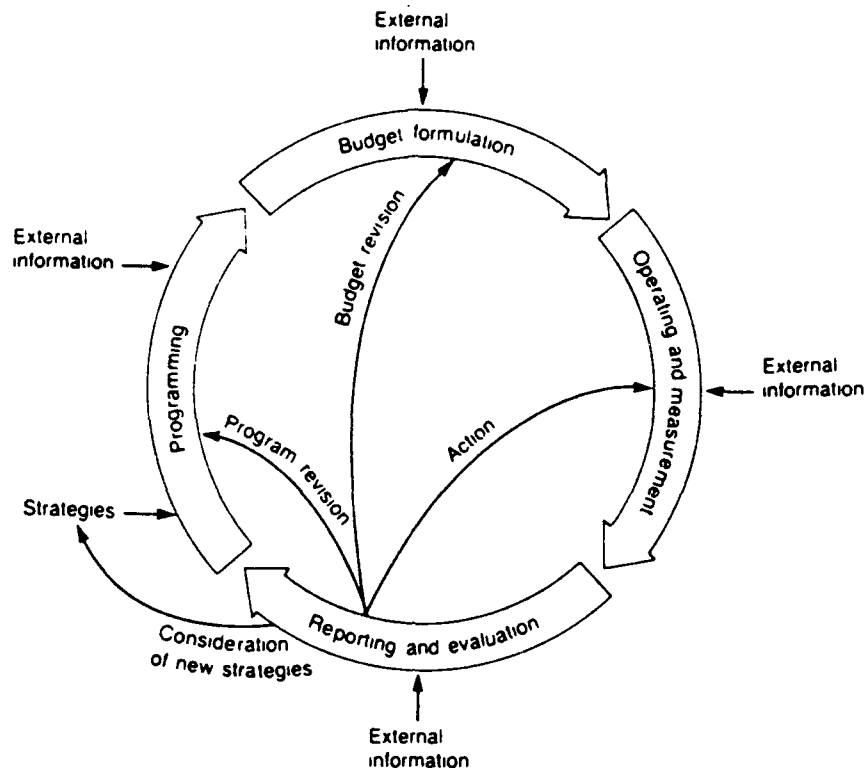 External
information
Budget formulation
External
information
Budget revision
Operating and measurement
External
information
Programming
Program revision
Action
Strategies
Consideration
of new strategies
Reporting and evaluation
External
information